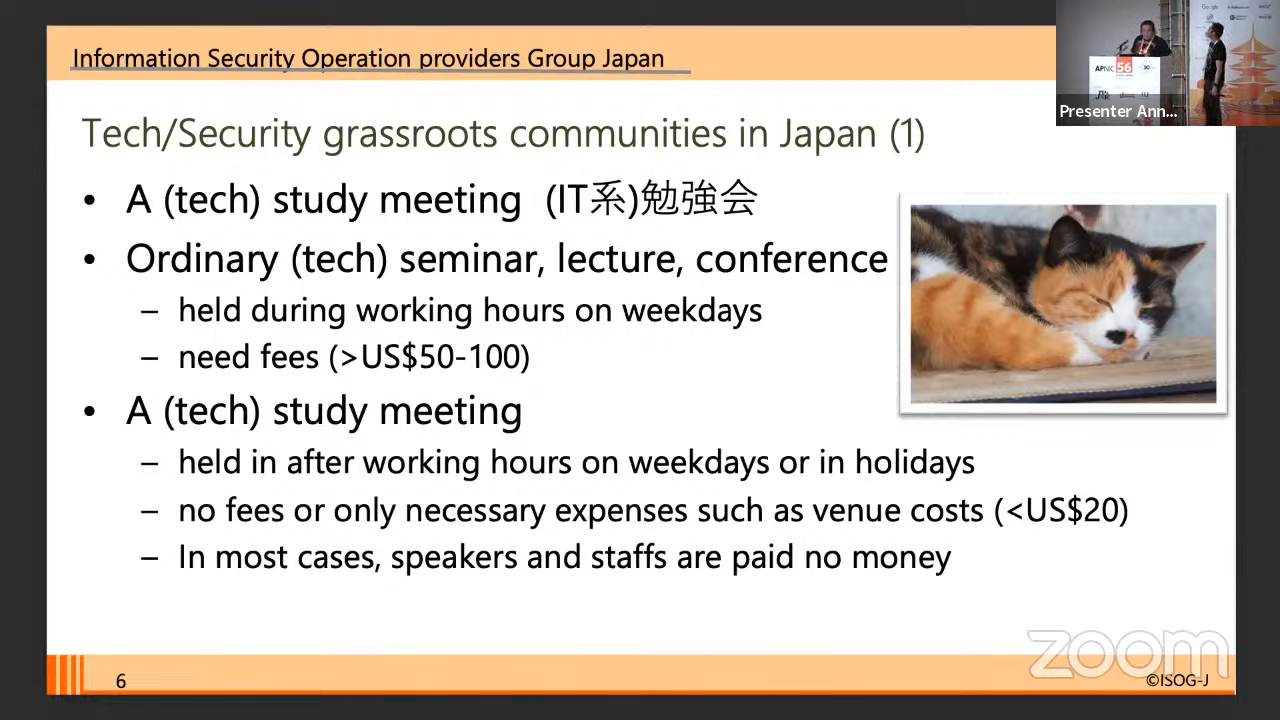 Information Security Operation providers Group Japan
Tech/Security grassroots communities in Japan (1)
• A (tech) study meeting (IT系)勉強会
• Ordinary (tech) seminar, lecture, conference
– held during working hours on weekdays
– need fees (>US$50-100)
• A (tech) study meeting
– held in after working hours on weekdays or in holidays
– no fees or only necessary expenses such as venue costs (<US$20)
– In most cases, speakers and staffs are paid no money
6
©ISOG-J
zoom
Google
APNIC 56
Presenter Ann...